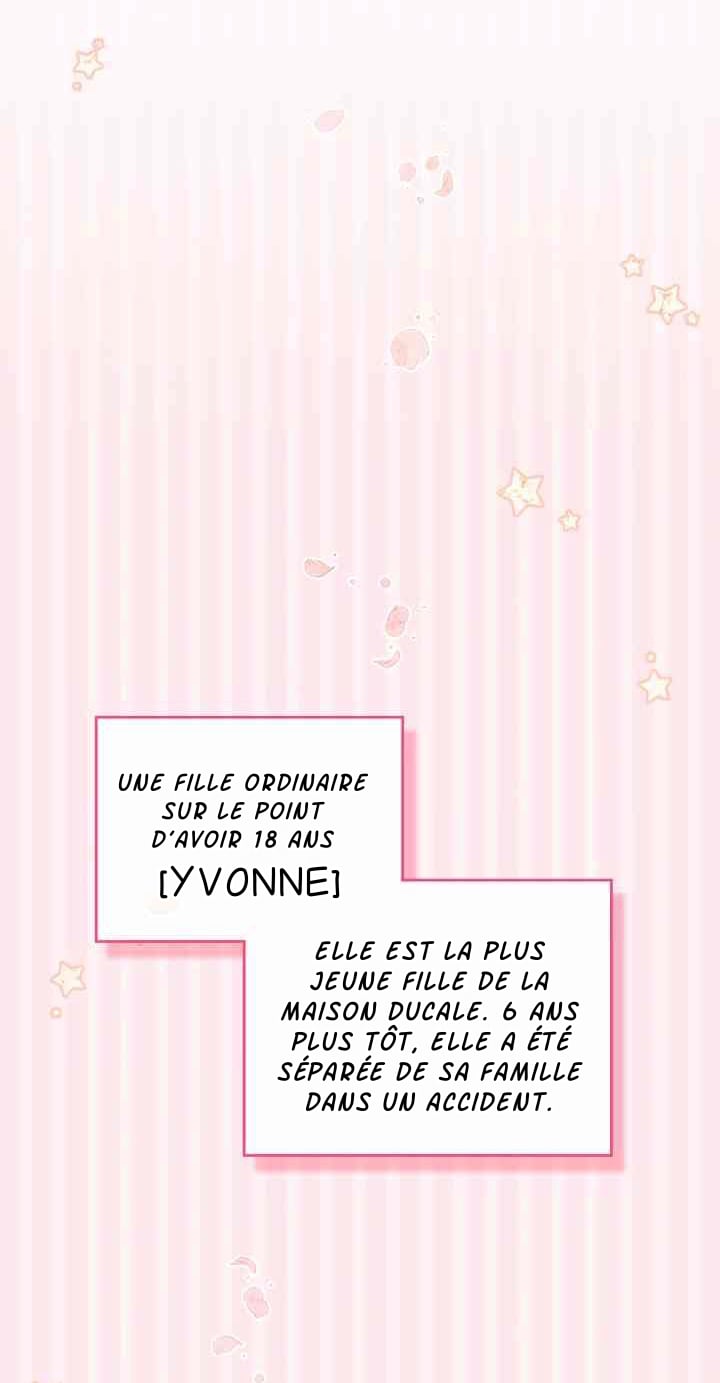 UNE FILLE ORDINAIRE
SUR LE POINT
D'AVOIR 18 ANS
[YVONNE]
ELLE EST LA PLUS
JEUNE FILLE DE LA
MAISON DUCALE. 6 ANS
PLUS TÔT, ELLE A ÉTÉ
SÉPARÉE DE SA FAMILLE
DANS UN ACCIDENT.